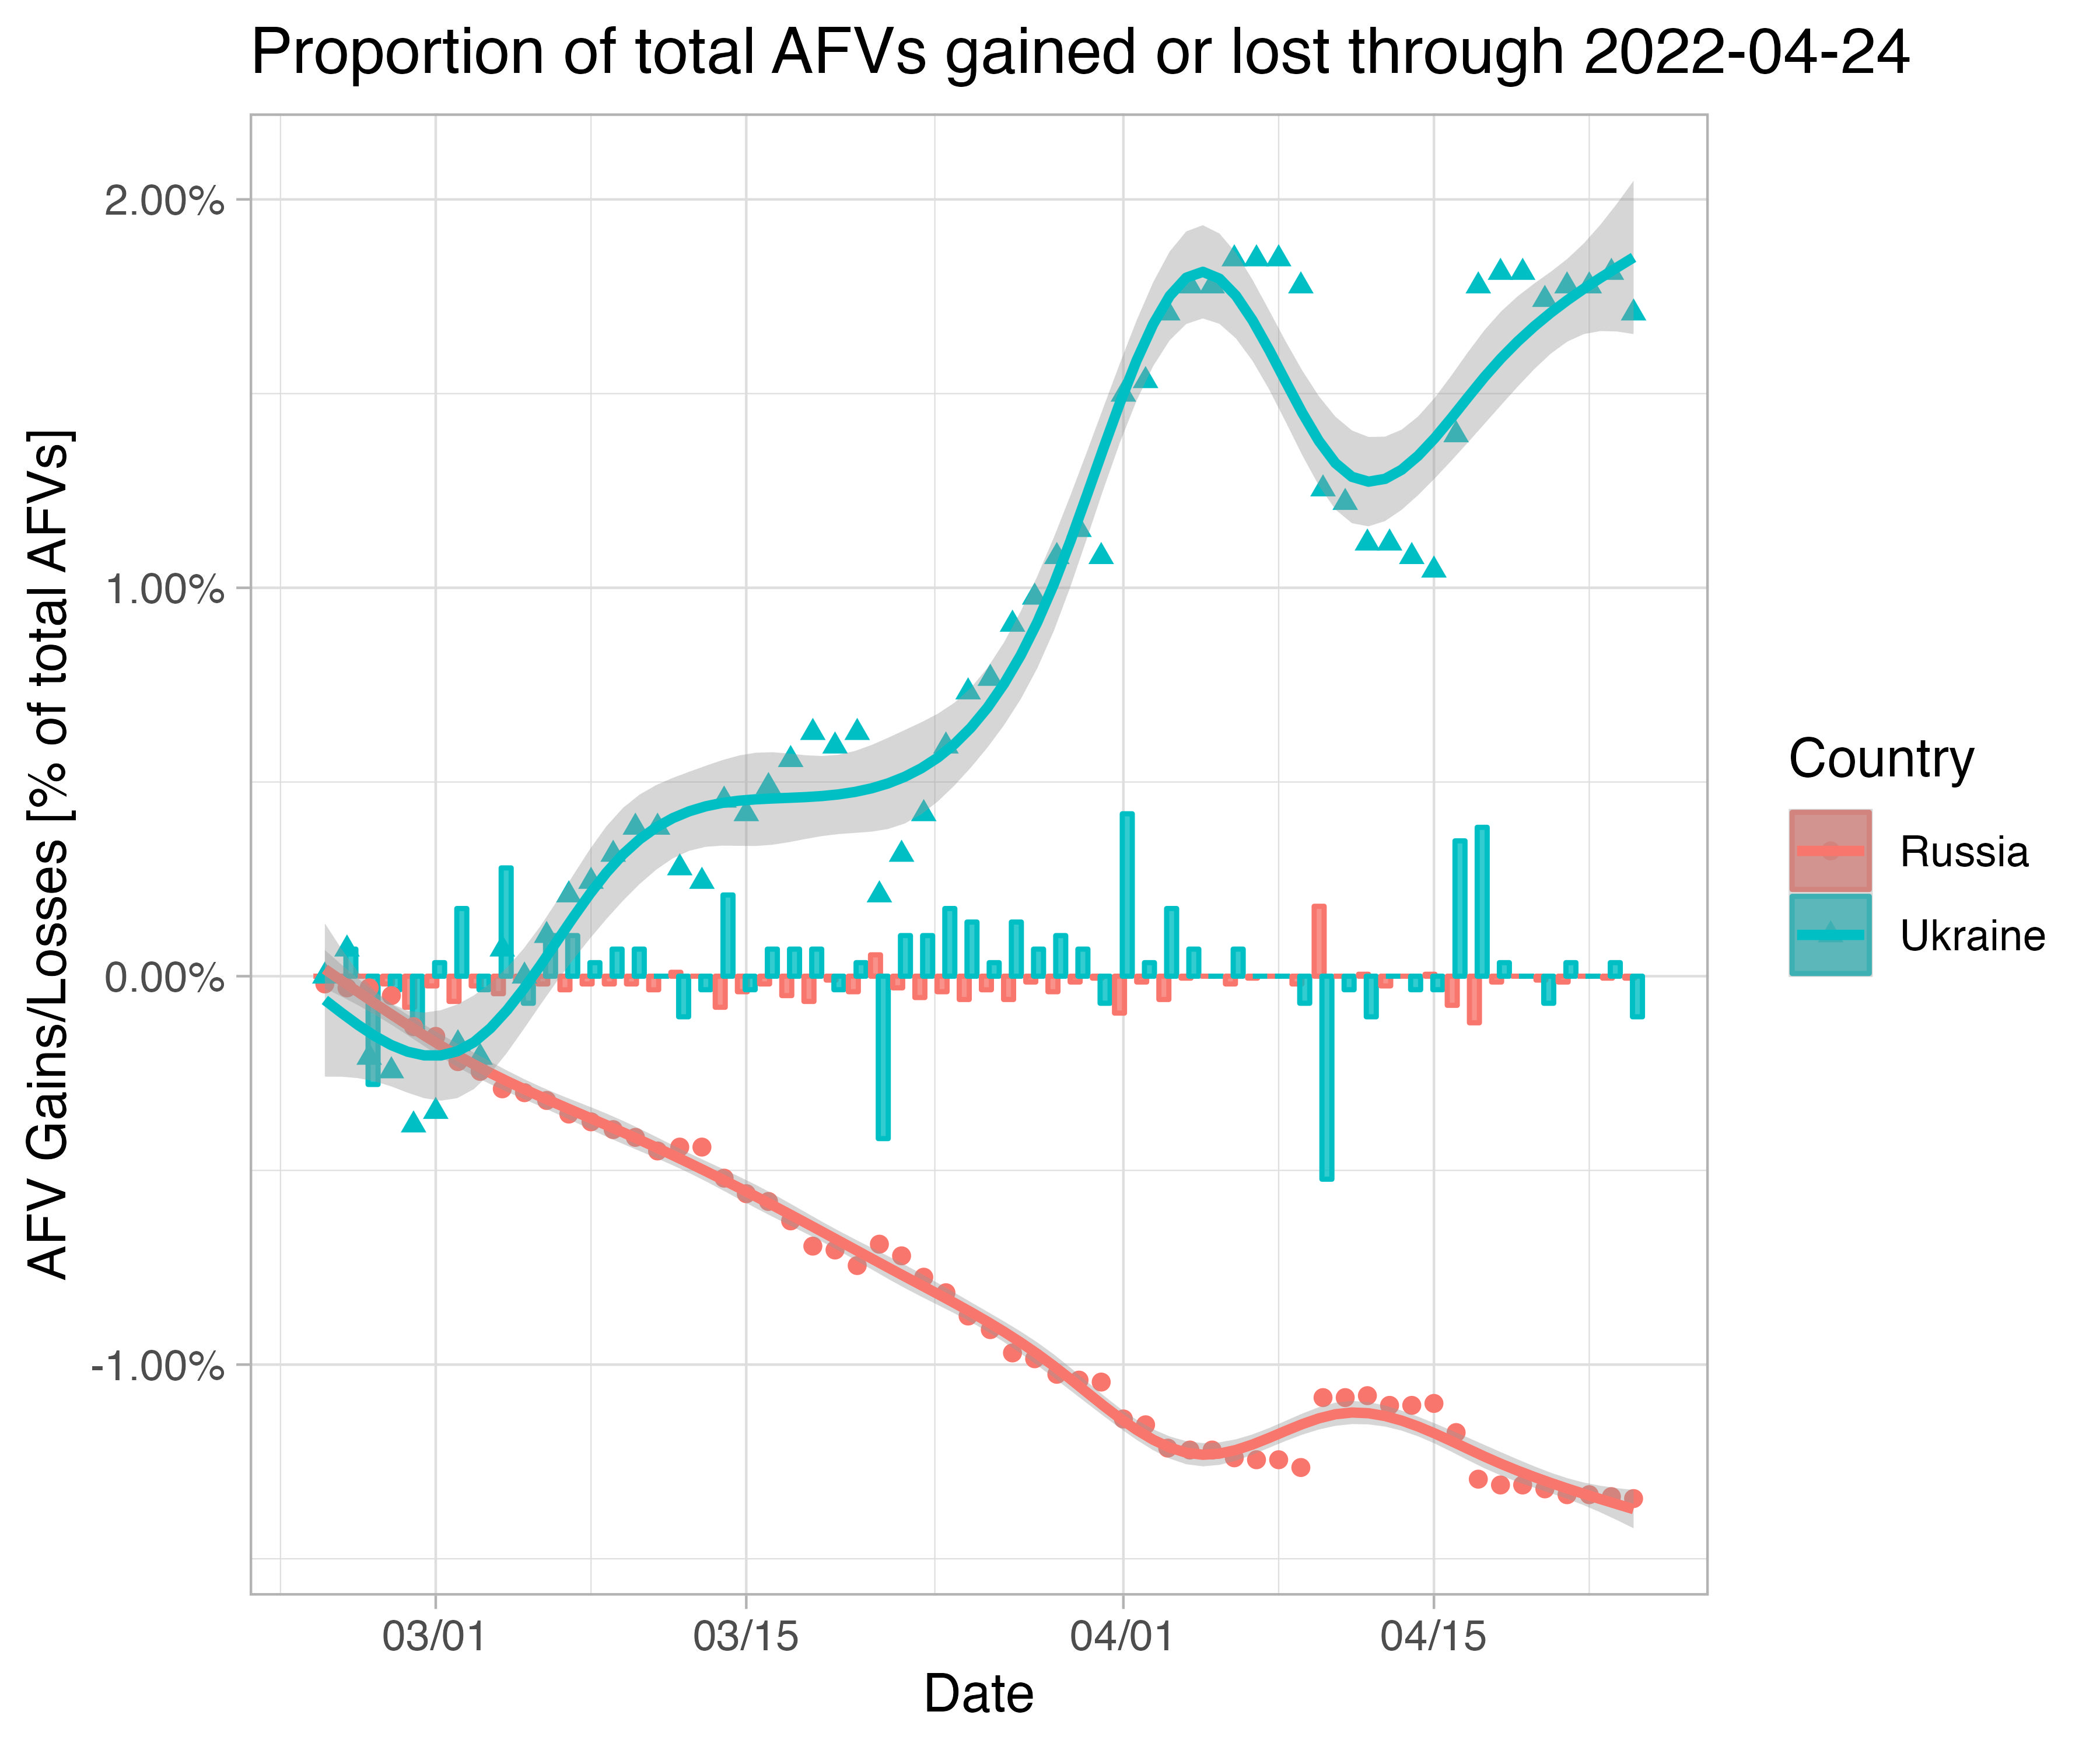 Proportion of total AFVs gained or lost through 2022-04-24
AFV Gains/Losses [% of total AFVs]
2.00%
1.00%
0.00%
-1.00%
03/01
03/15
04/01
04/15
Date
Country
Russia
Ukraine